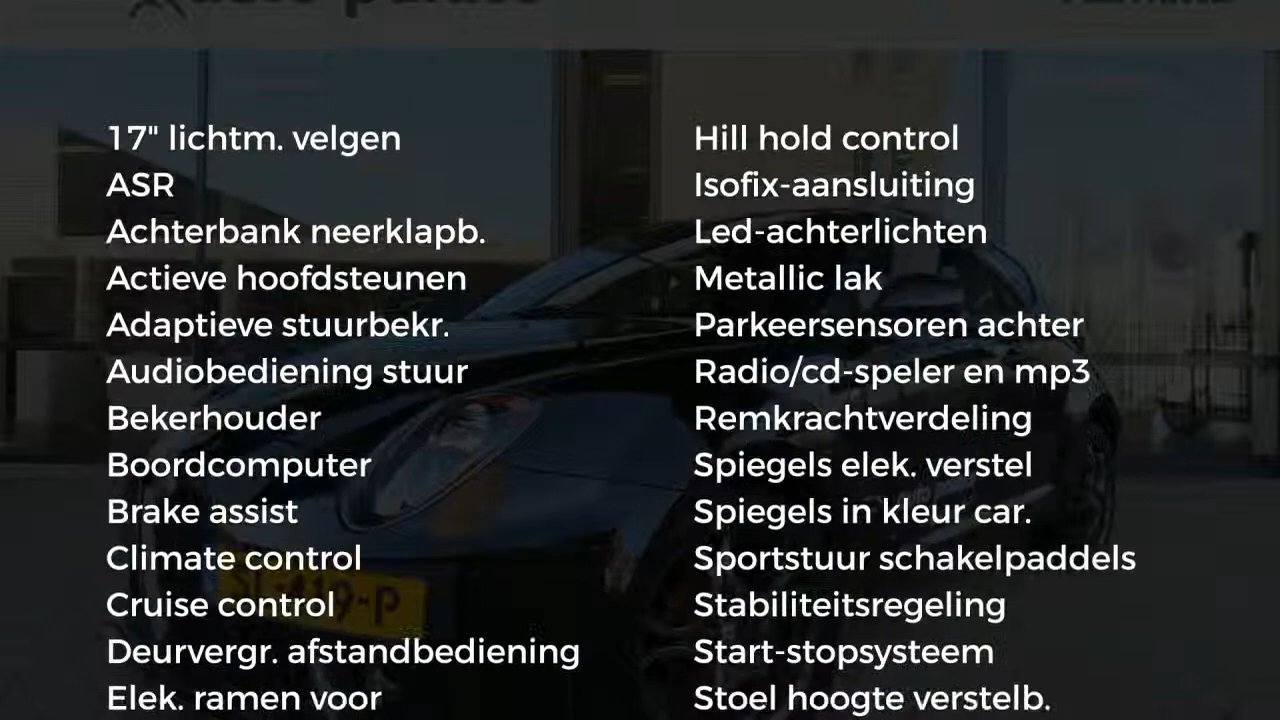 17" lichtm. velgen
ASR
Achterbank neerklapb.
Actieve hoofdsteunen
Adaptieve stuurbekr.
Audiobediening stuur
Bekerhouder
Boordcomputer
Brake assist
Climate control
Cruise control
Deurvergr. afstandbediening
Elek. ramen voor
Hill hold control
Isofix-aansluiting
Led-achterlichten
Metallic lak
Parkeersensoren achter
Radio/cd-speler en mp3
Remkrachtverdeling
Spiegels elek. verstel
Spiegels in kleur car.
Sportstuur schakelpaddels
Stabiliteitsregeling
Start-stopsysteem
Stoel hoogte verstelb.